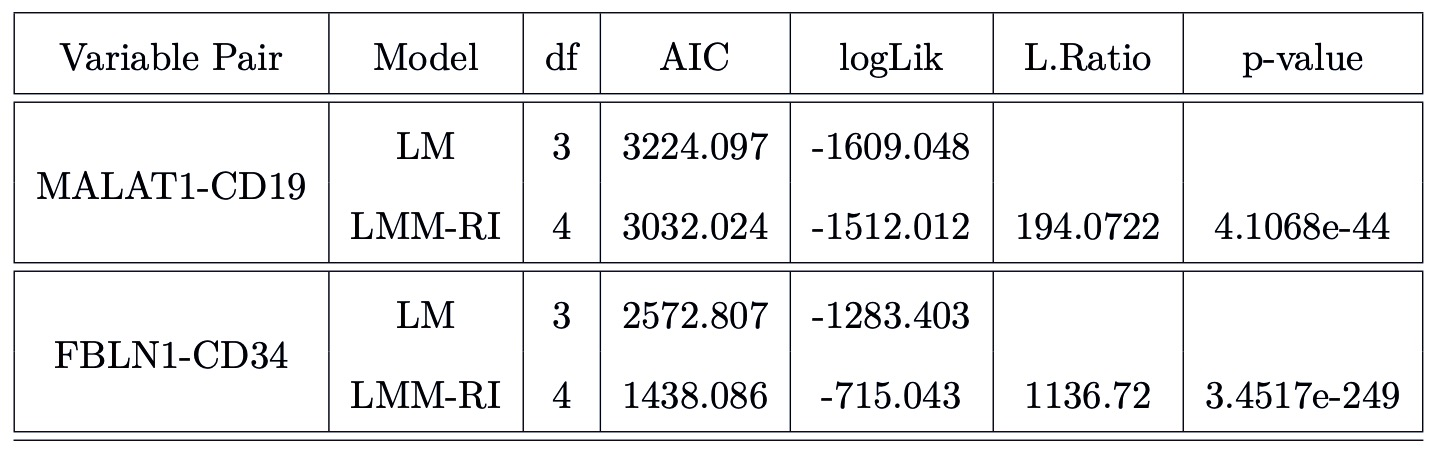 Variable Pair Model df AIC logLik L.Ratio p-value
LM 3 3224.097 -1609.048
MALAT1-CD19
LMM-RI 4 3032.024 -1512.012 194.0722 4.1068e-44
LM 3 2572.807 -1283.403
FBLN1-CD34
LMM-RI 4 1438.086 -715.043 1136.72 3.4517e-249